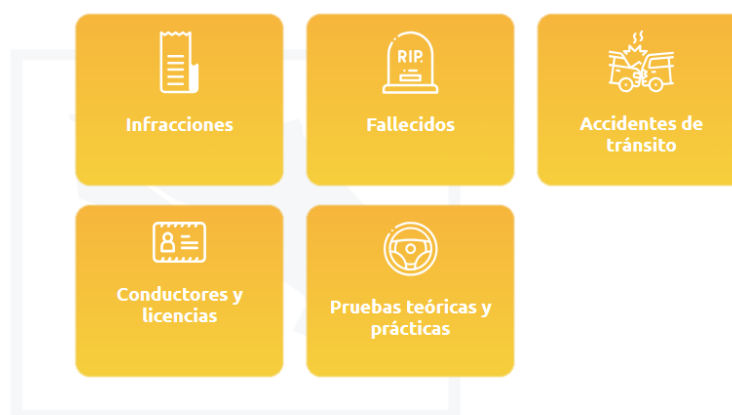 RIP.
Infracciones
Fallecidos
Accidentes de
tránsito
Conductores y
licencias
Pruebas teóricas y
prácticas